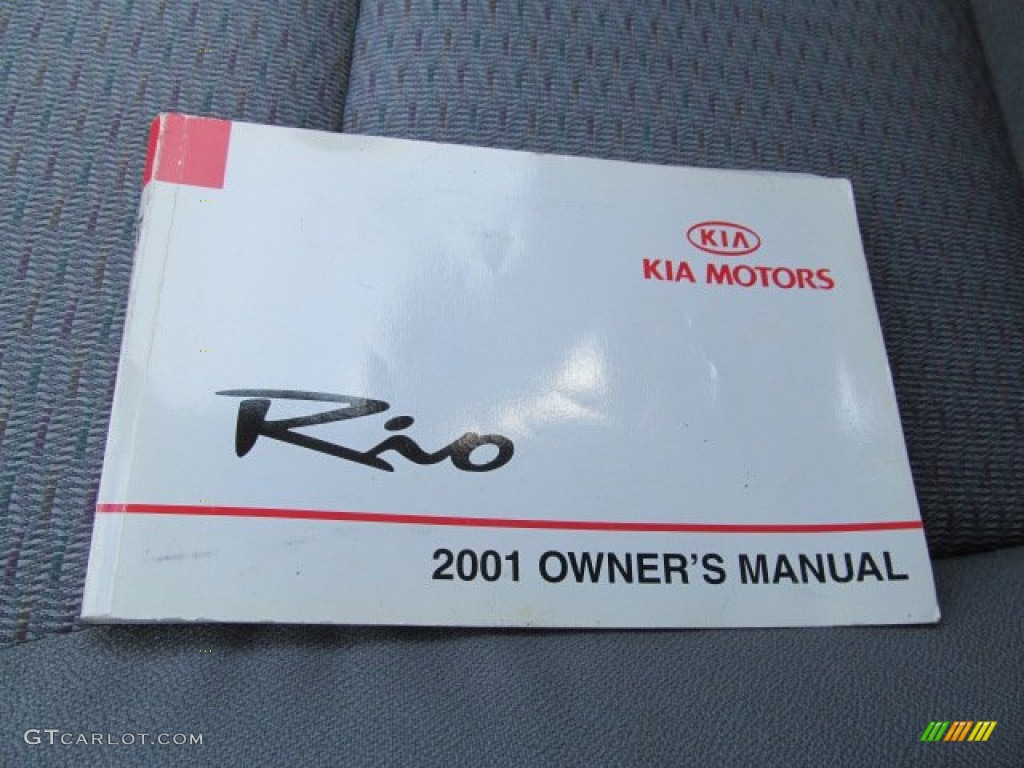 KIA
KIA MOTORS
Rio
2001 OWNER'S MANUAL
GTCARLOT.COM